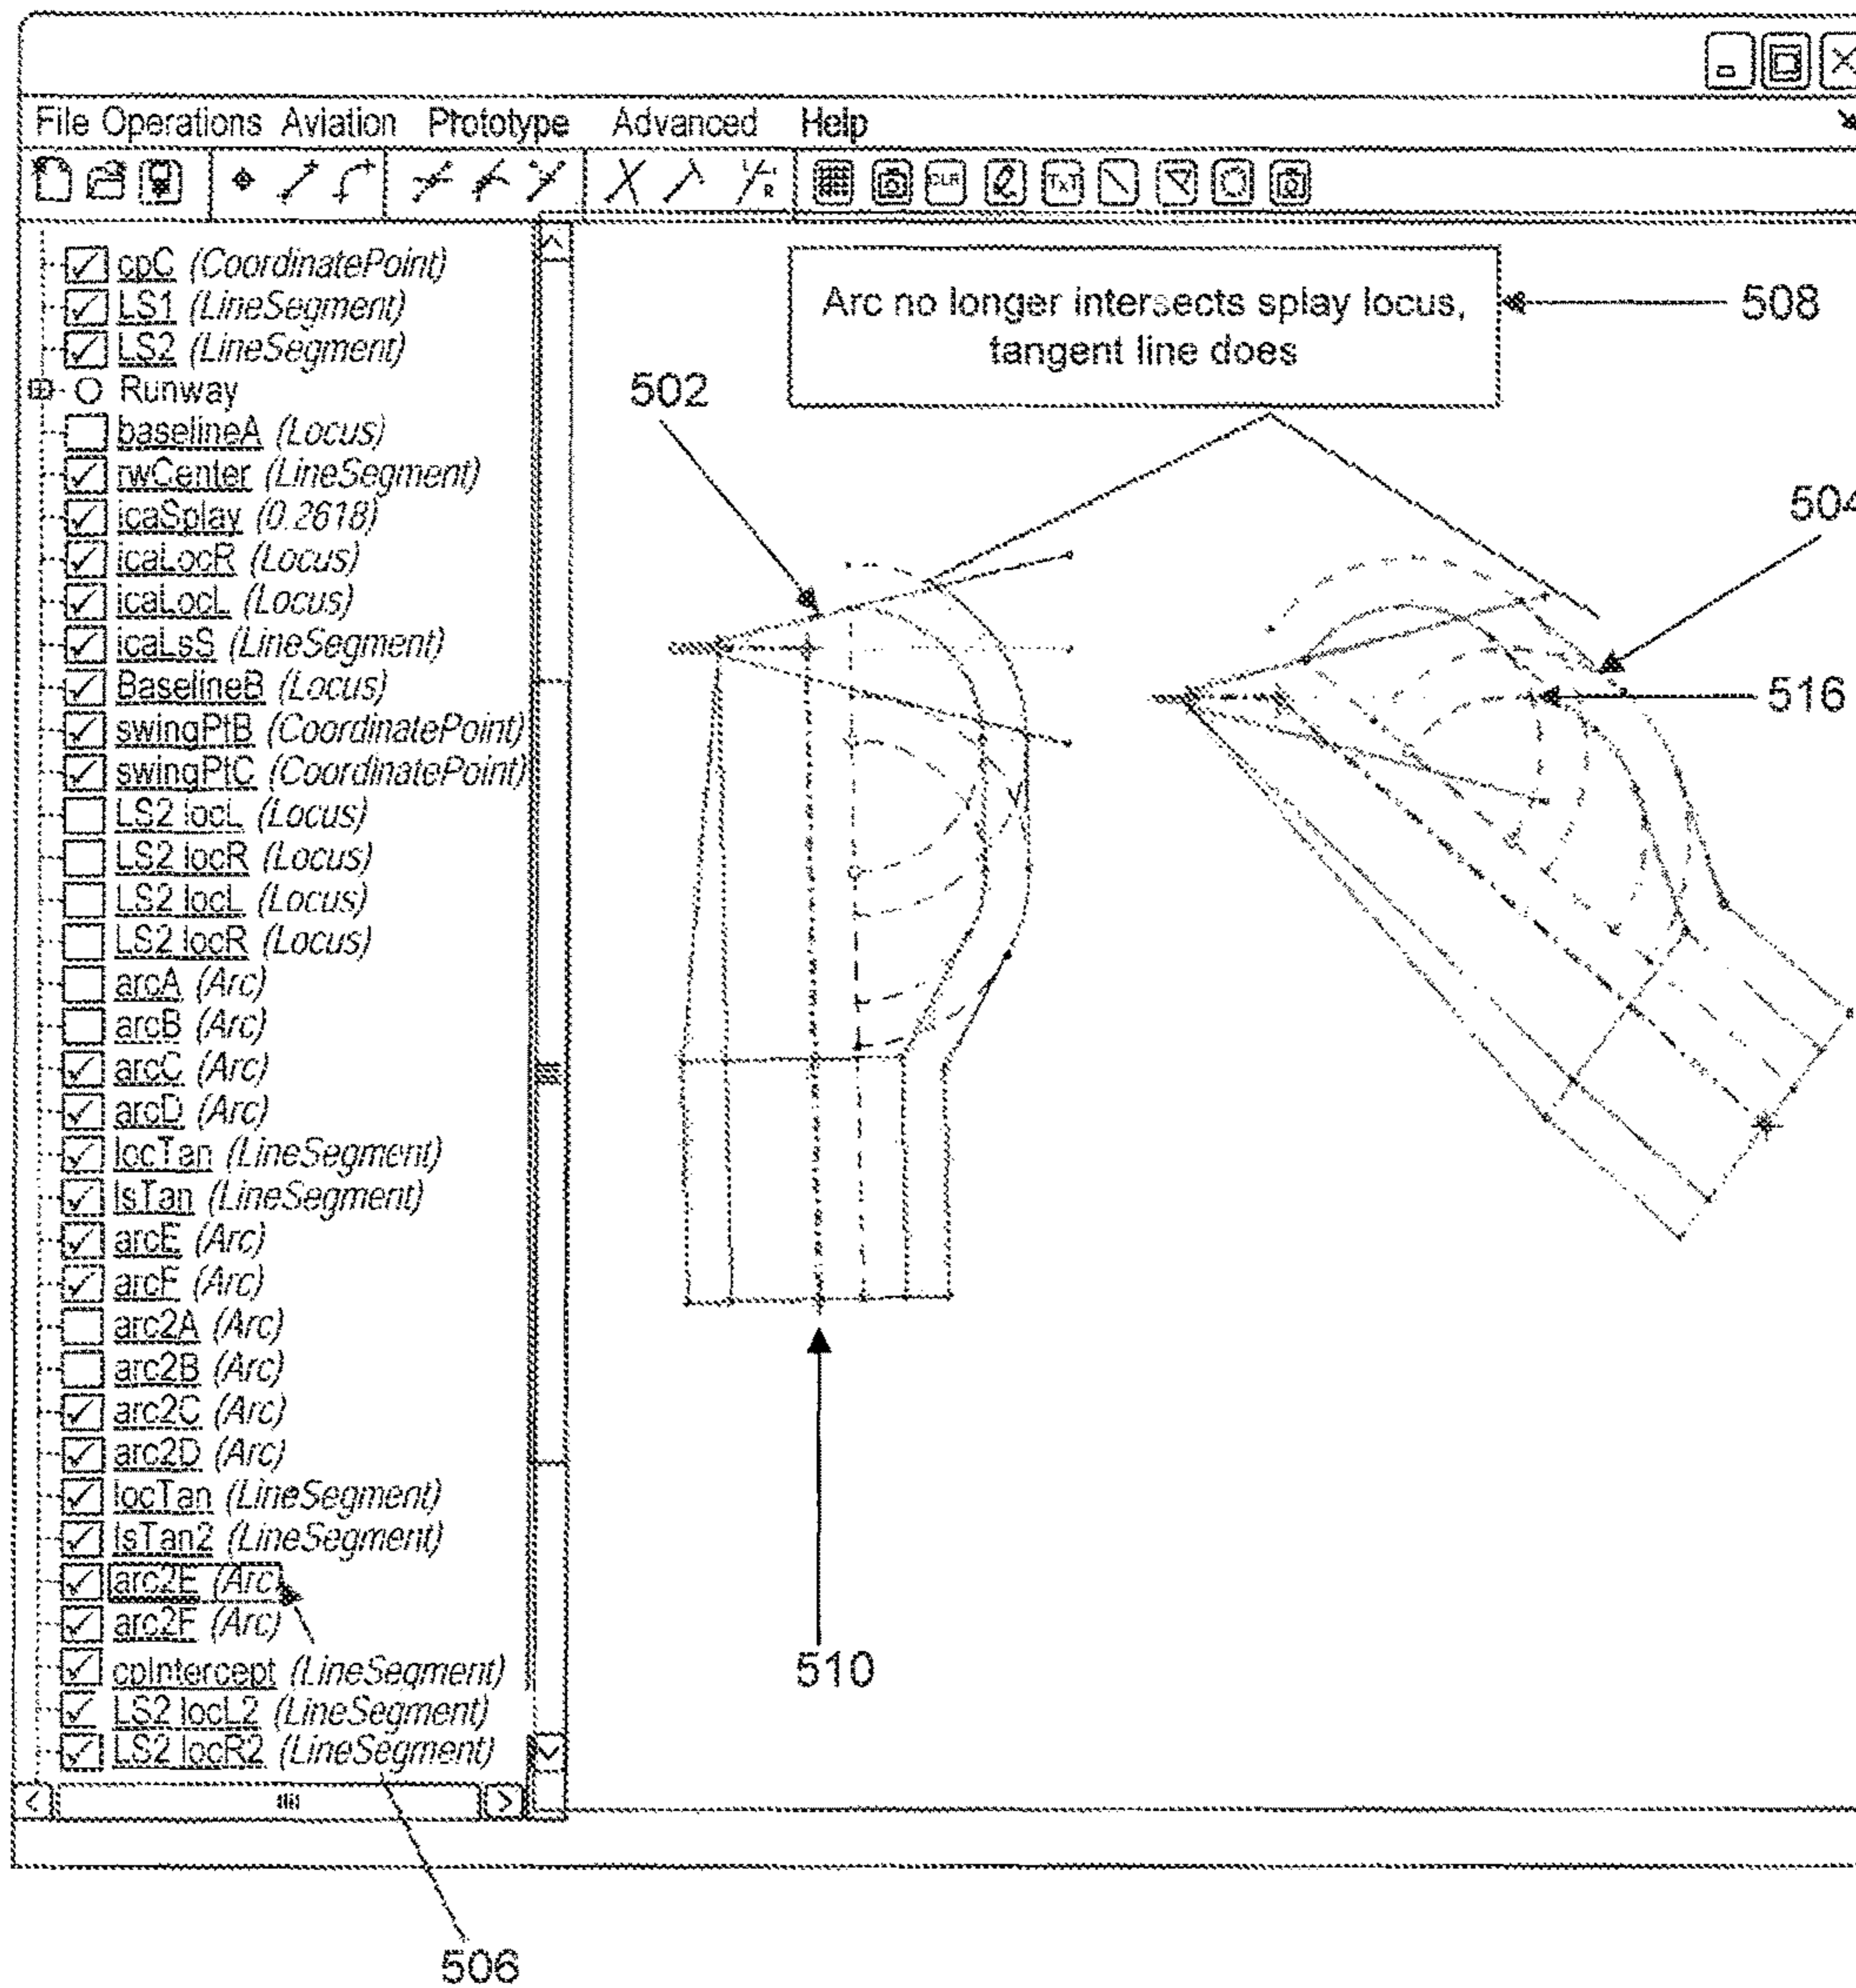 File Operations Aviation Prototype Advanced Help
R CLR TxT
cpC (CoordinatePoint)
LS1 (LineSegment)
LS2 (LineSegment)
Runway
baselineA (Locus)
rwCenter (LineSegment)
icaSplay (0.2618)
icaLocR (Locus)
icaLocL (Locus)
icaLsS (LineSegment)
BaselineB (Locus)
swingPtB (CoordinatePoint)
swingPtC (CoordinatePoint)
LS2 locL (Locus)
LS2 locR (Locus)
LS2 locL (Locus)
LS2 locR (Locus)
arcA (Arc)
arcB (Arc)
arcC (Arc)
arcD (Arc)
locTan (LineSegment)
lsTan (LineSegment)
arcE (Arc)
arcF (Arc)
arc2A (Arc)
arc2B (Arc)
arc2C (Arc)
arc2D (Arc)
locTan (LineSegment)
lsTan2 (LineSegment)
arc2E (Arc)
arc2F (Arc)
cpIntercept (LineSegment)
LS2 locL2 (LineSegment)
LS2 locR2 (LineSegment)
Arc no longer intersects splay locus,
tangent line does
508
502
504
516
510
506